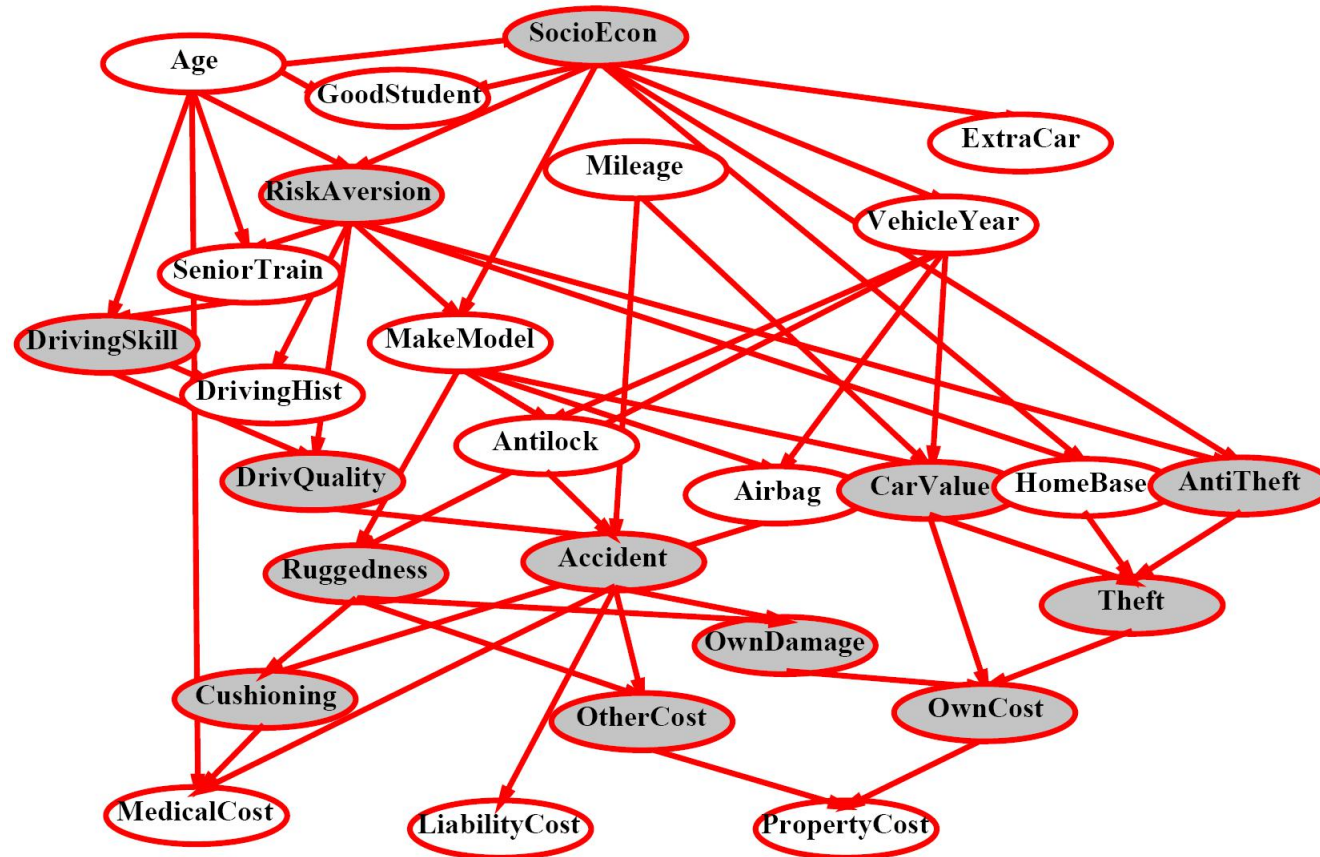 SocioEcon
Age
GoodStudent
ExtraCar
Mileage
RiskAversion
VehicleYear
SeniorTrain
DrivingSkill
MakeModel
DrivingHist
Antilock
DrivQuality
Airbag
CarValue
HomeBase
AntiTheft
Ruggedness
Accident
Theft
OwnDamage
Cushioning
OtherCost
OwnCost
MedicalCost
LiabilityCost
PropertyCost